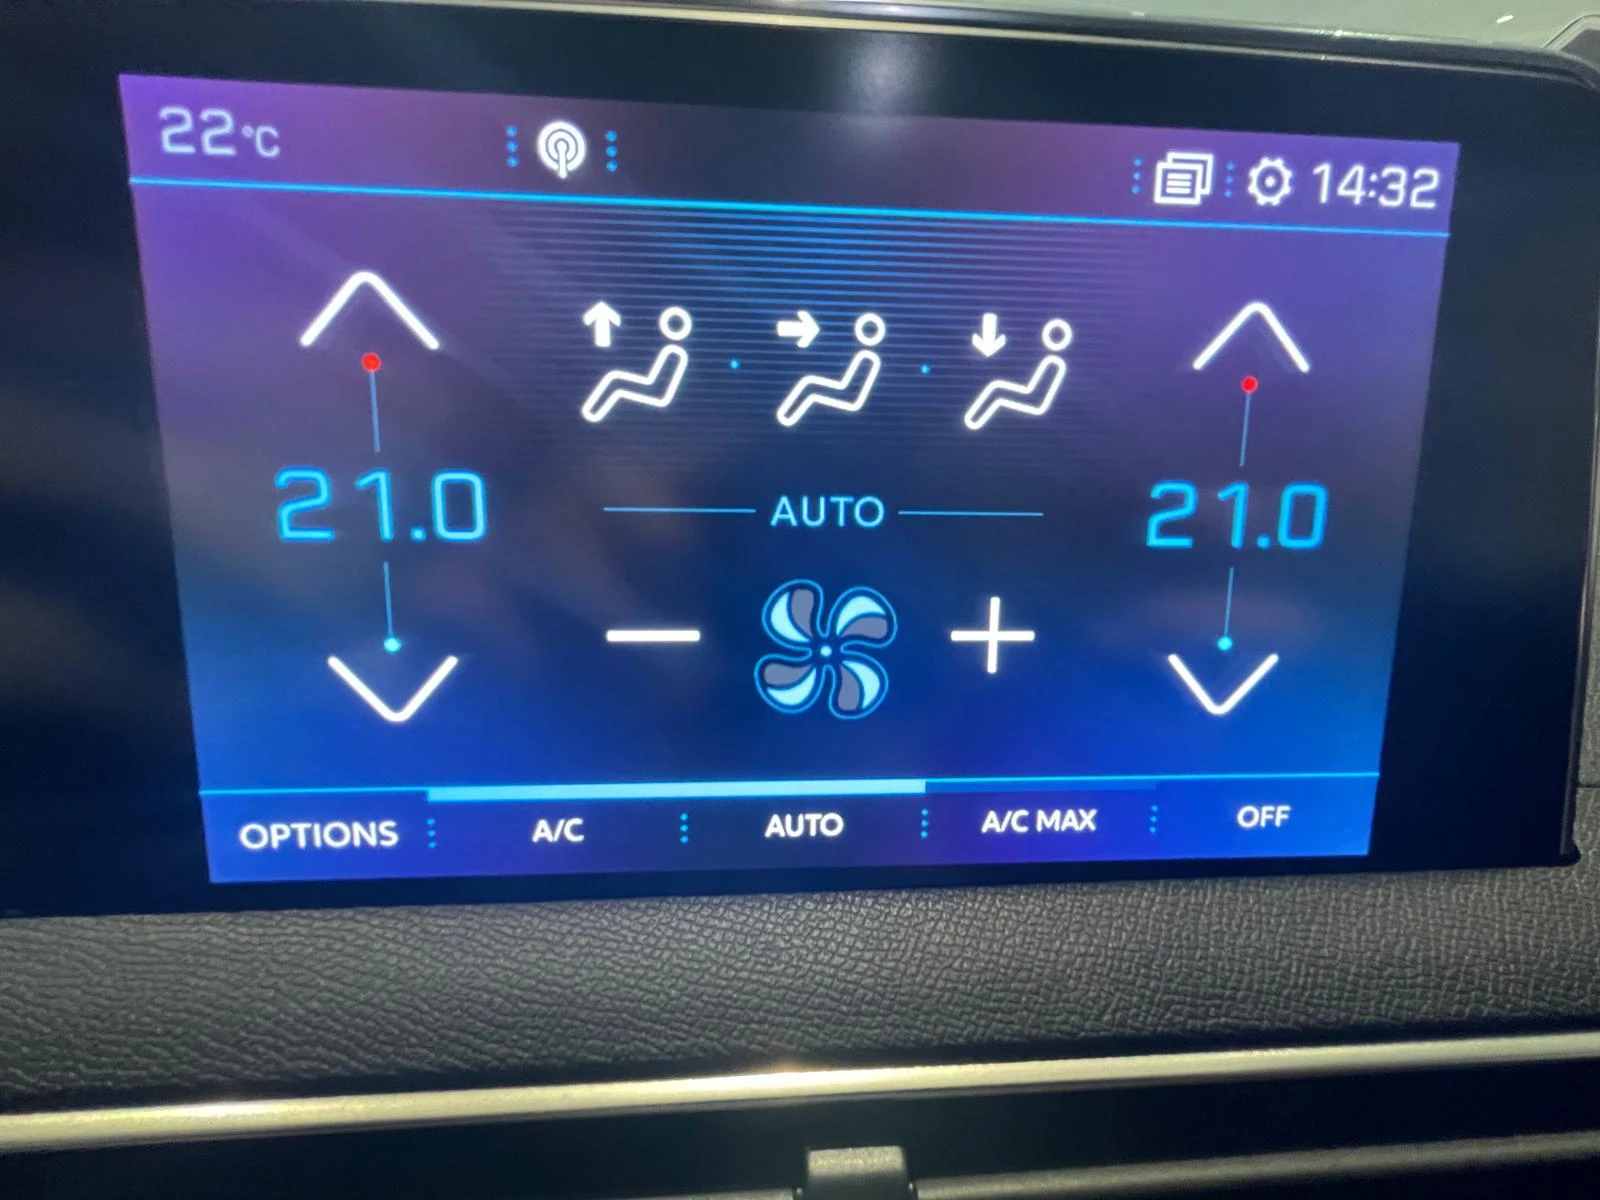 22°C 14:32
21.0 AUTO 21.0
OPTIONS A/C AUTO A/C MAX OFF